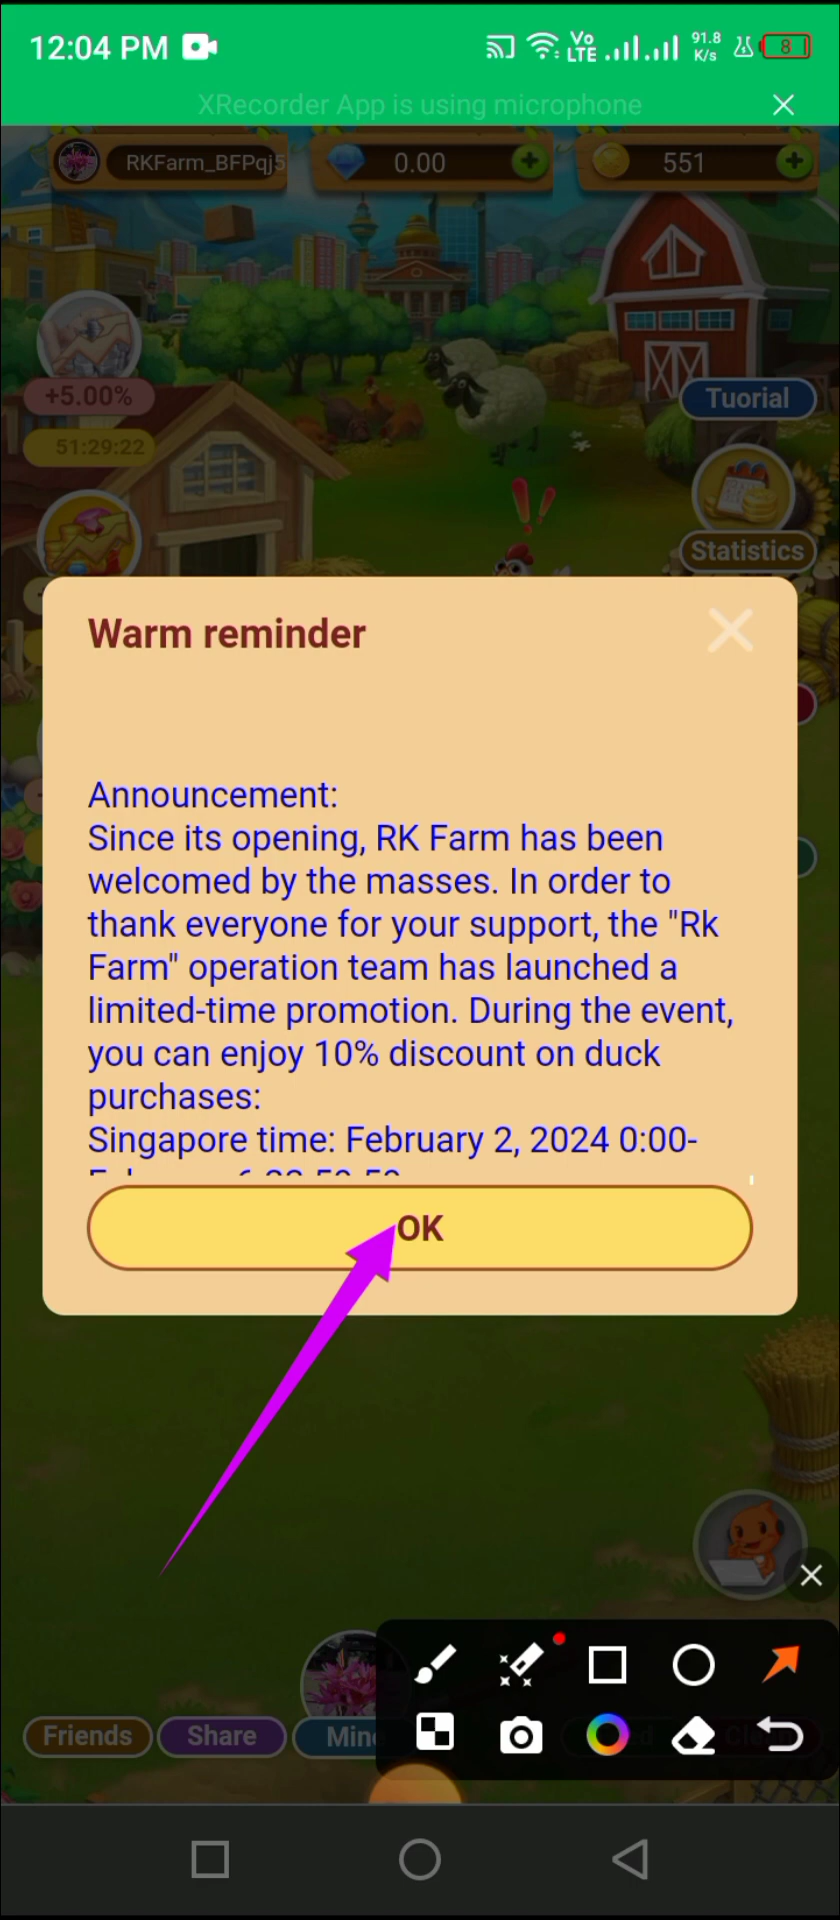 12:04 PM
Vo
LTE
91.8
K/s
8
XRecorder App is using microphone
RKFarm_BFPqj5
0.00
551
+5.00%
51:29:22
Tuorial
Statistics
Warm reminder
Announcement:
Since its opening, RK Farm has been
welcomed by the masses. In order to
thank everyone for your support, the "Rk
Farm" operation team has launched a
limited-time promotion. During the event,
you can enjoy 10% discount on duck
purchases:
Singapore time: February 2, 2024 0:00-
OK
Friends
Share
Mine